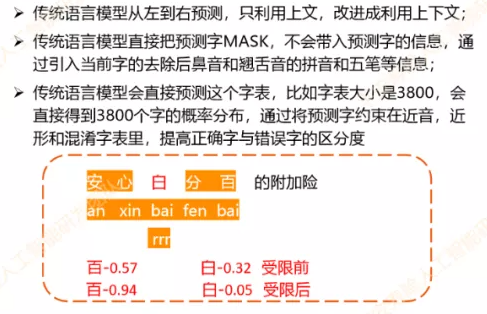 ➢ 传统语言模型从左到右预测，只利用上文，改进成利用上下文；
➢ 传统语言模型直接把预测字MASK，不会带入预测字的信息，通
过引入当前字的去除后鼻音和翘舌音的拼音和五笔等信息；
➢ 传统语言模型会直接预测这个字表，比如字表大小是3800，会
直接得到3800个字的概率分布，通过将预测字约束在近音，近
形和混淆字表里，提高正确字与错误字的区分度
安 心 白 分 百 的附加险
an xin bai fen bai
rrr
百-0.57 白-0.32 受限前
百-0.94 白-0.05 受限后